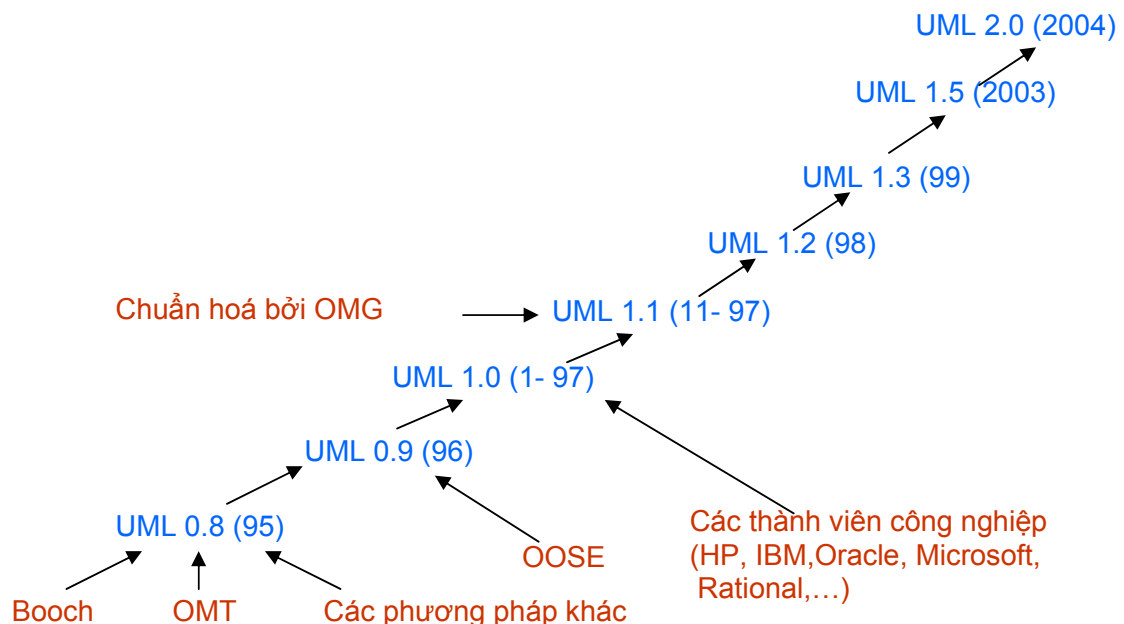 UML 2.0 (2004)
UML 1.5 (2003)
UML 1.3 (99)
UML 1.2 (98)
Chuẩn hoá bởi OMG
UML 1.1 (11- 97)
UML 1.0 (1- 97)
UML 0.9 (96)
UML 0.8 (95)
Các thành viên công nghiệp
(HP, IBM,Oracle, Microsoft,
Rational,…)
OOSE
Booch
OMT
Các phương pháp khác